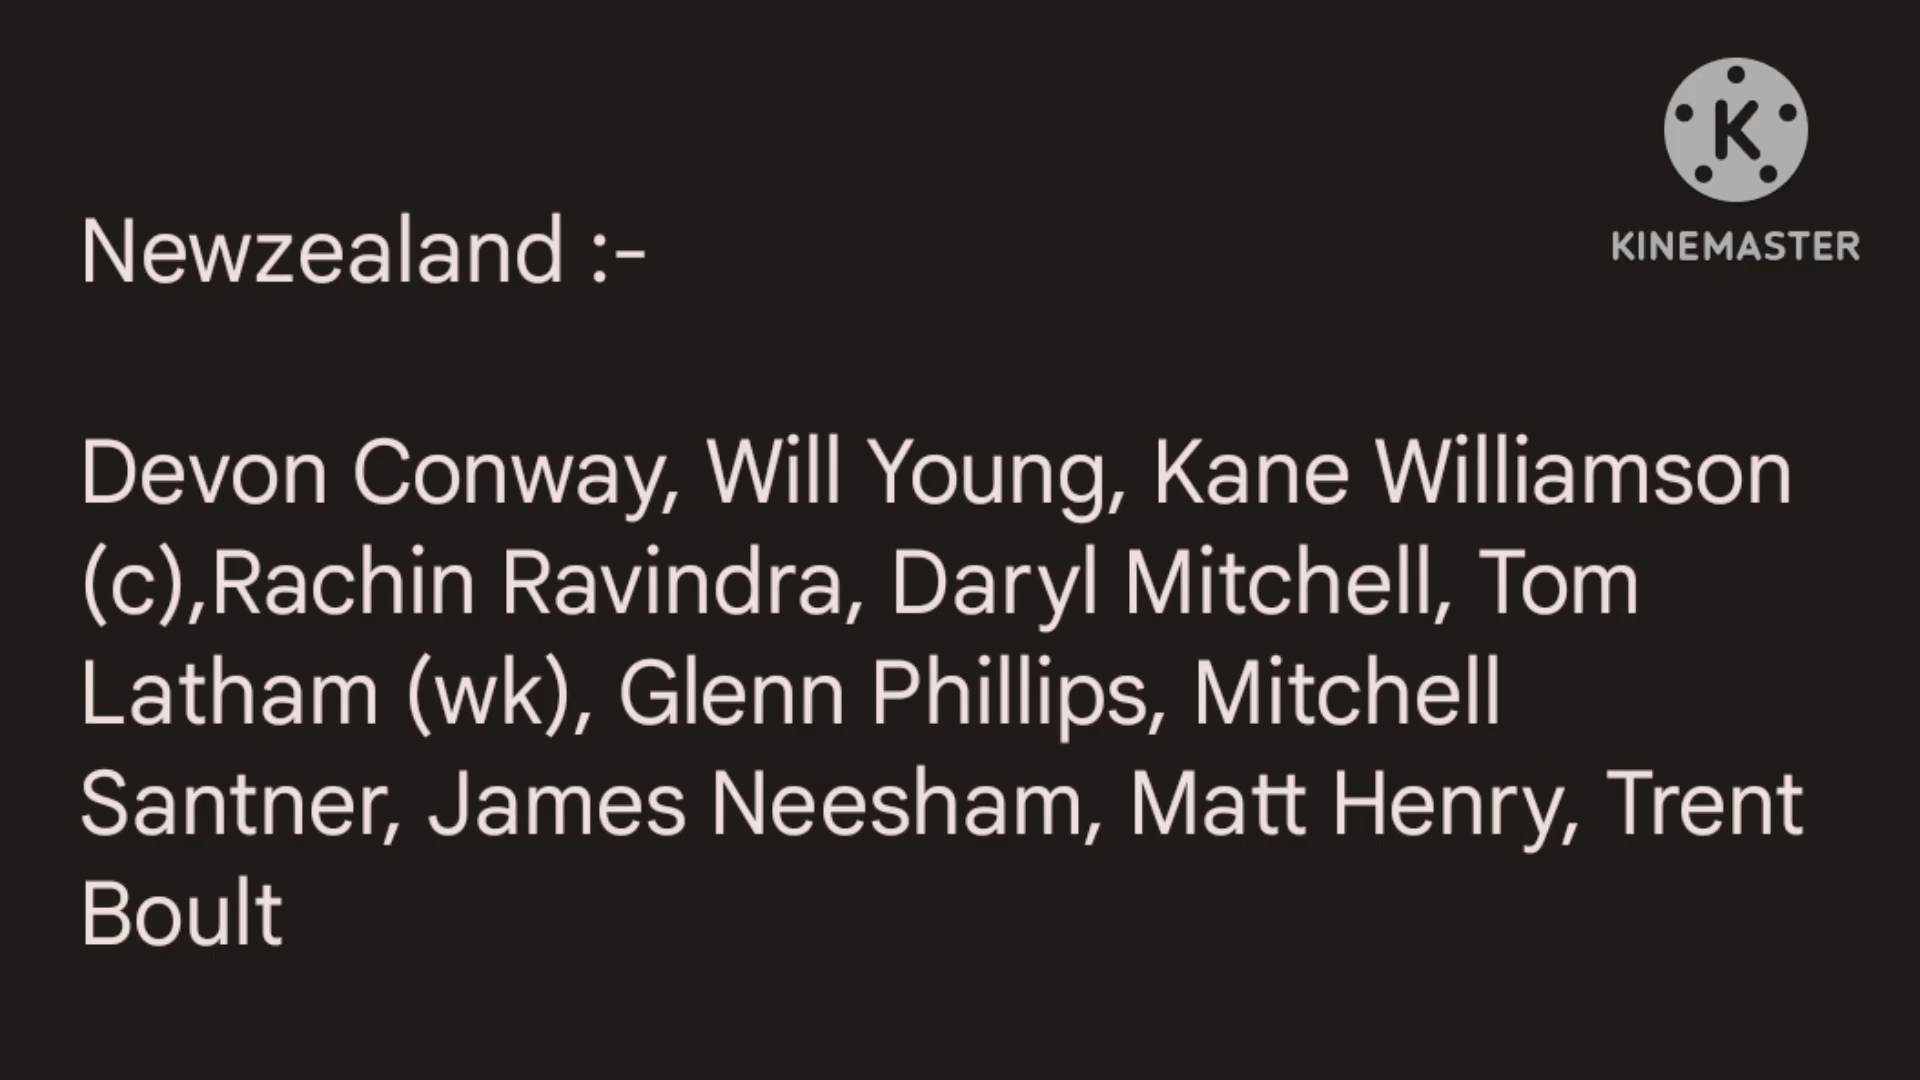 KINEMASTER
Newzealand :-
Devon Conway, Will Young, Kane Williamson
(c),Rachin Ravindra, Daryl Mitchell, Tom
Latham (wk), Glenn Phillips, Mitchell
Santner, James Neesham, Matt Henry, Trent
Boult